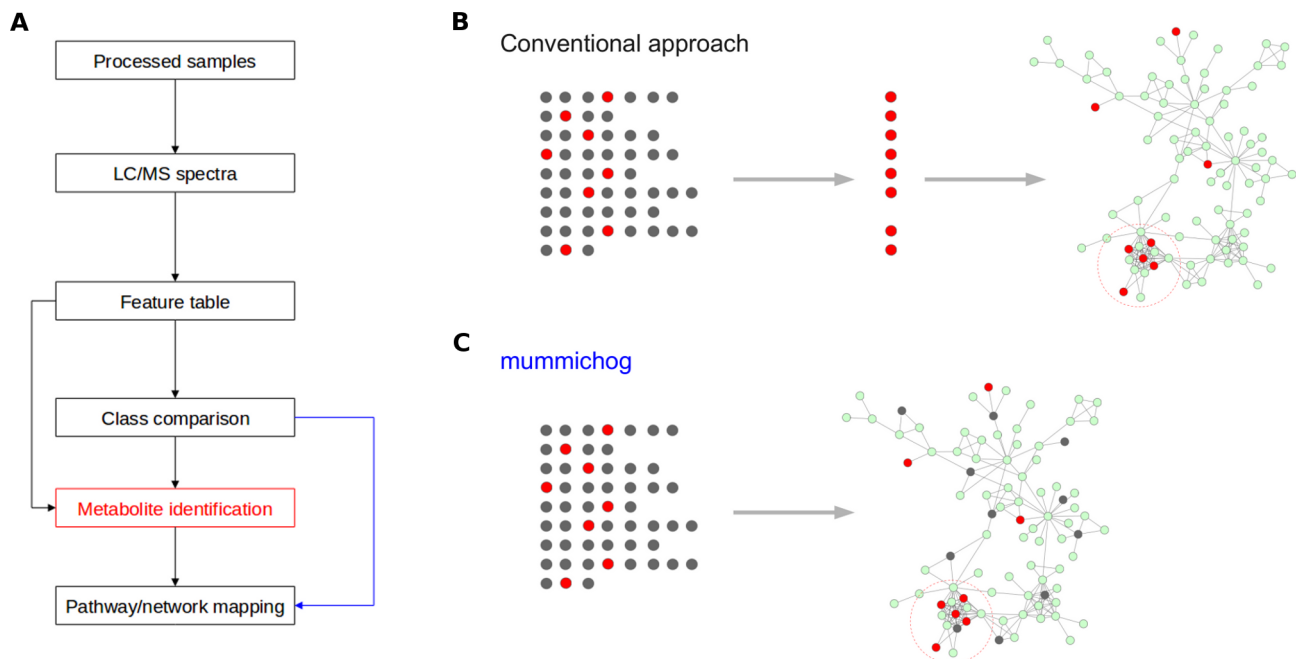 A
Processed samples
LC/MS spectra
Feature table
Class comparison
Metabolite identification
Pathway/network mapping
B
Conventional approach
C
mummichog